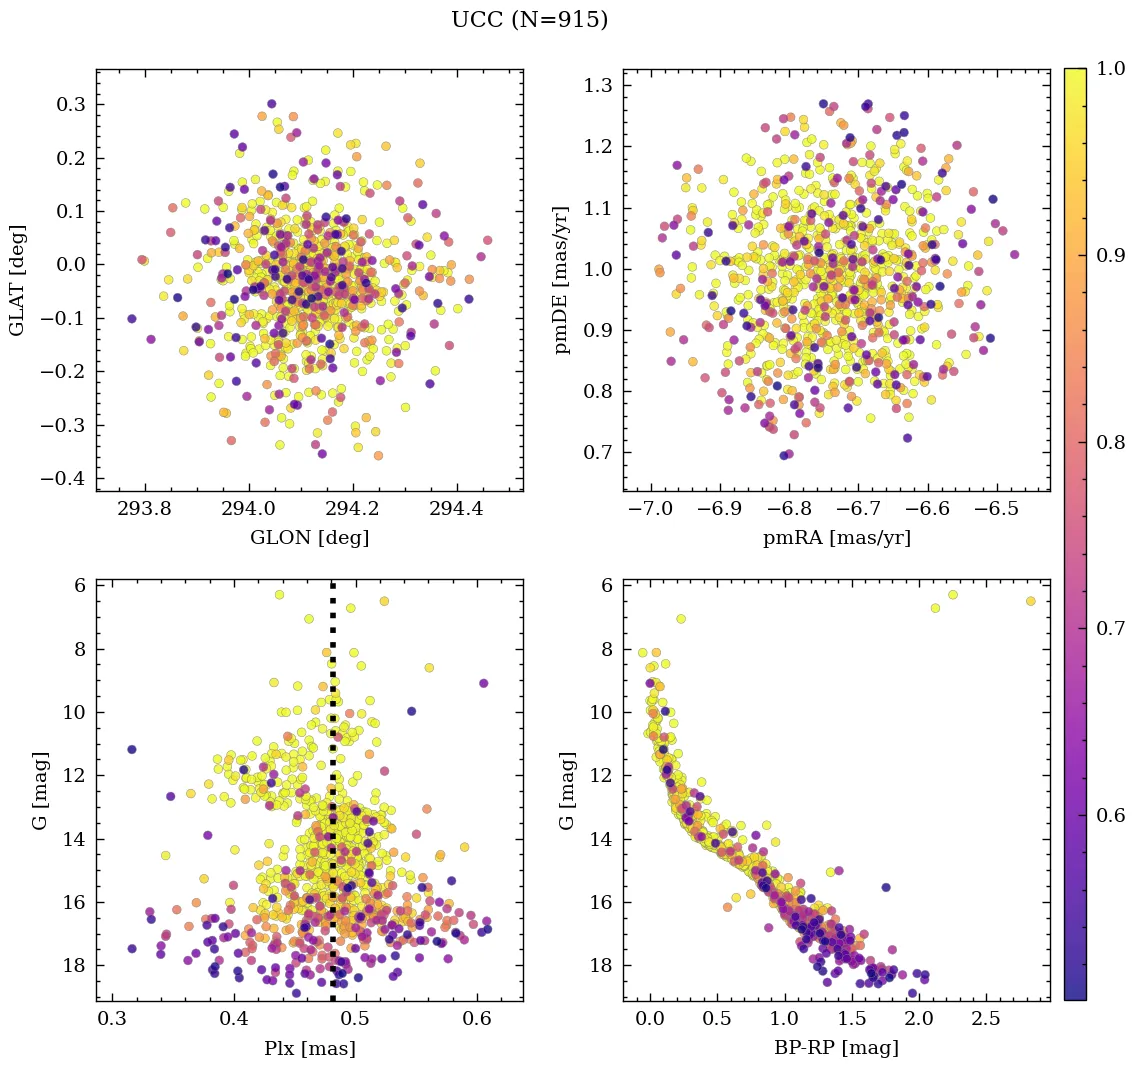 UCC (N=915)
0.3
0.2
0.1
0.0
−0.1
−0.2
−0.3
−0.4
GLAT [deg]
293.8 294.0 294.2 294.4
GLON [deg]
1.3
1.2
1.1
1.0
0.9
0.8
0.7
pmDE [mas/yr]
−7.0 −6.9 −6.8 −6.7 −6.6 −6.5
pmRA [mas/yr]
6
8
10
12
14
16
18
G [mag]
0.3 0.4 0.5 0.6
Plx [mas]
6
8
10
12
14
16
18
G [mag]
0.0 0.5 1.0 1.5 2.0 2.5
BP-RP [mag]
1.0
0.9
0.8
0.7
0.6